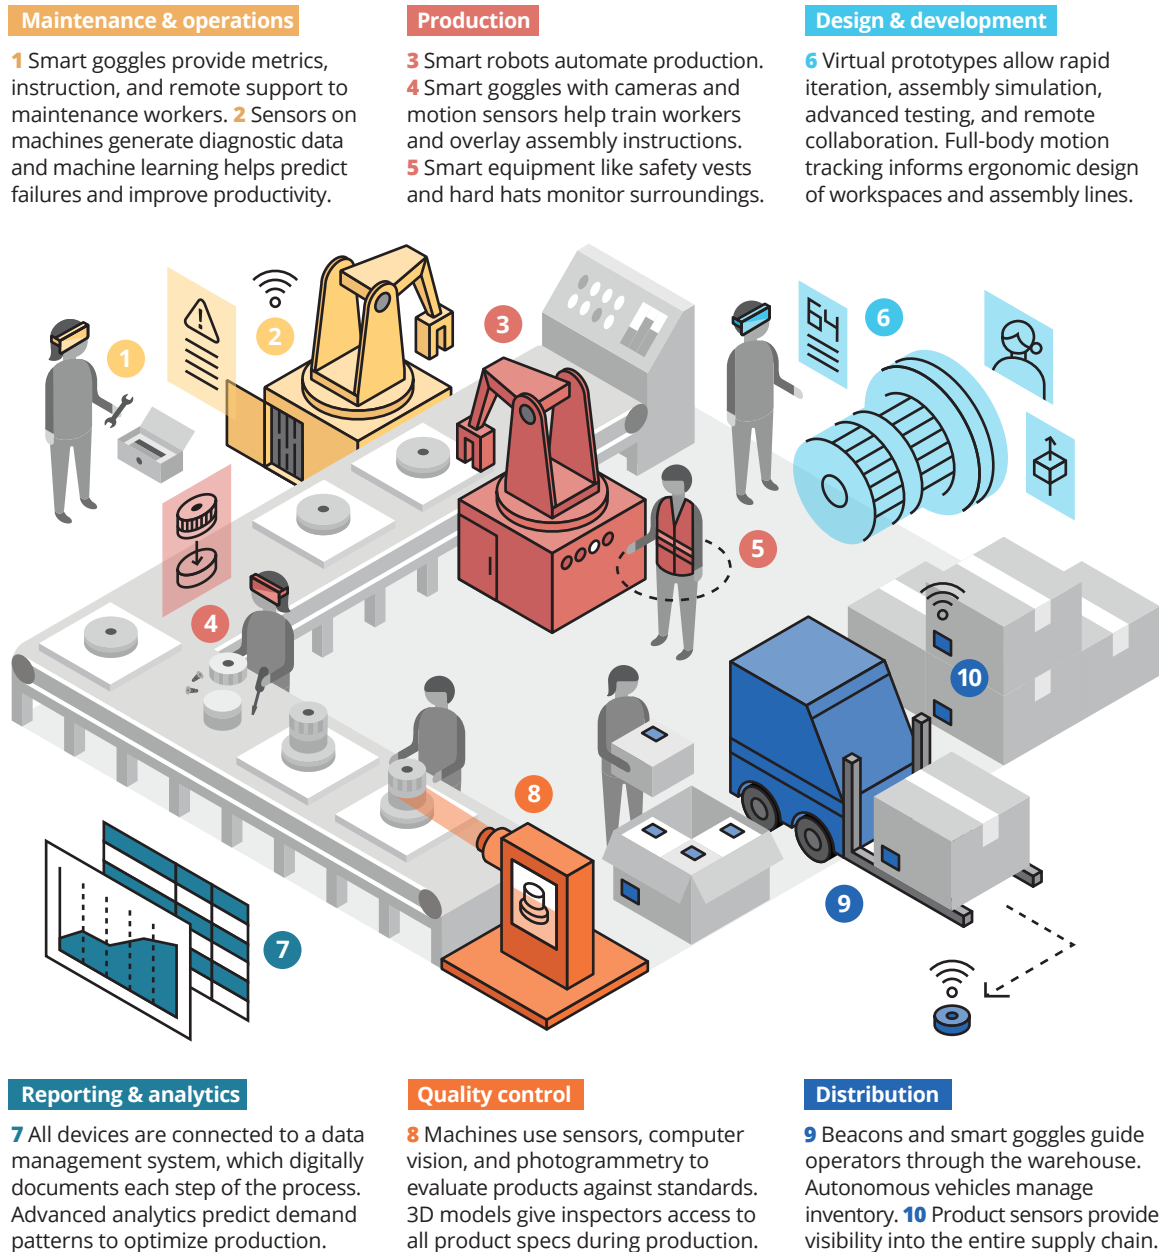 Maintenance & operations
1 Smart goggles provide metrics,
instruction, and remote support to
maintenance workers. 2 Sensors on
machines generate diagnostic data
and machine learning helps predict
failures and improve productivity.
Production
3 Smart robots automate production.
4 Smart goggles with cameras and
motion sensors help train workers
and overlay assembly instructions.
5 Smart equipment like safety vests
and hard hats monitor surroundings.
Design & development
6 Virtual prototypes allow rapid
iteration, assembly simulation,
advanced testing, and remote
collaboration. Full-body motion
tracking informs ergonomic design
of workspaces and assembly lines.
1
2
3
64
6
4
5
10
8
9
7
Reporting & analytics
7 All devices are connected to a data
management system, which digitally
documents each step of the process.
Advanced analytics predict demand
patterns to optimize production.
Quality control
8 Machines use sensors, computer
vision, and photogrammetry to
evaluate products against standards.
3D models give inspectors access to
all product specs during production.
Distribution
9 Beacons and smart goggles guide
operators through the warehouse.
Autonomous vehicles manage
inventory. 10 Product sensors provide
visibility into the entire supply chain.